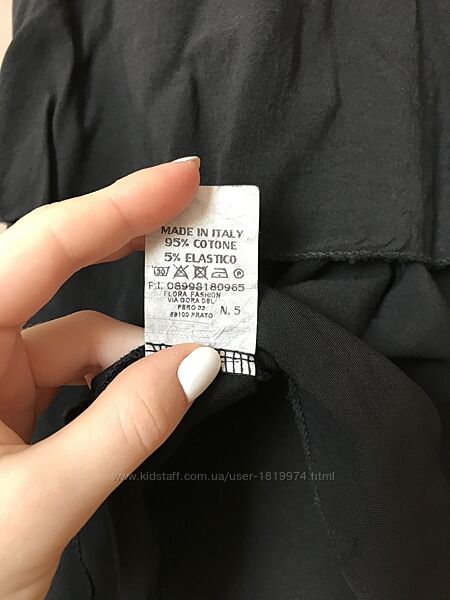 MADE IN ITALY
95% COTONE
5% ELASTICO
P.I. 08993180965
FLORA FASHION
VIA GORA DEL
PERO 33 N. 5
59100 PRATO
www.kidstaff.com.ua/user-1819974.html